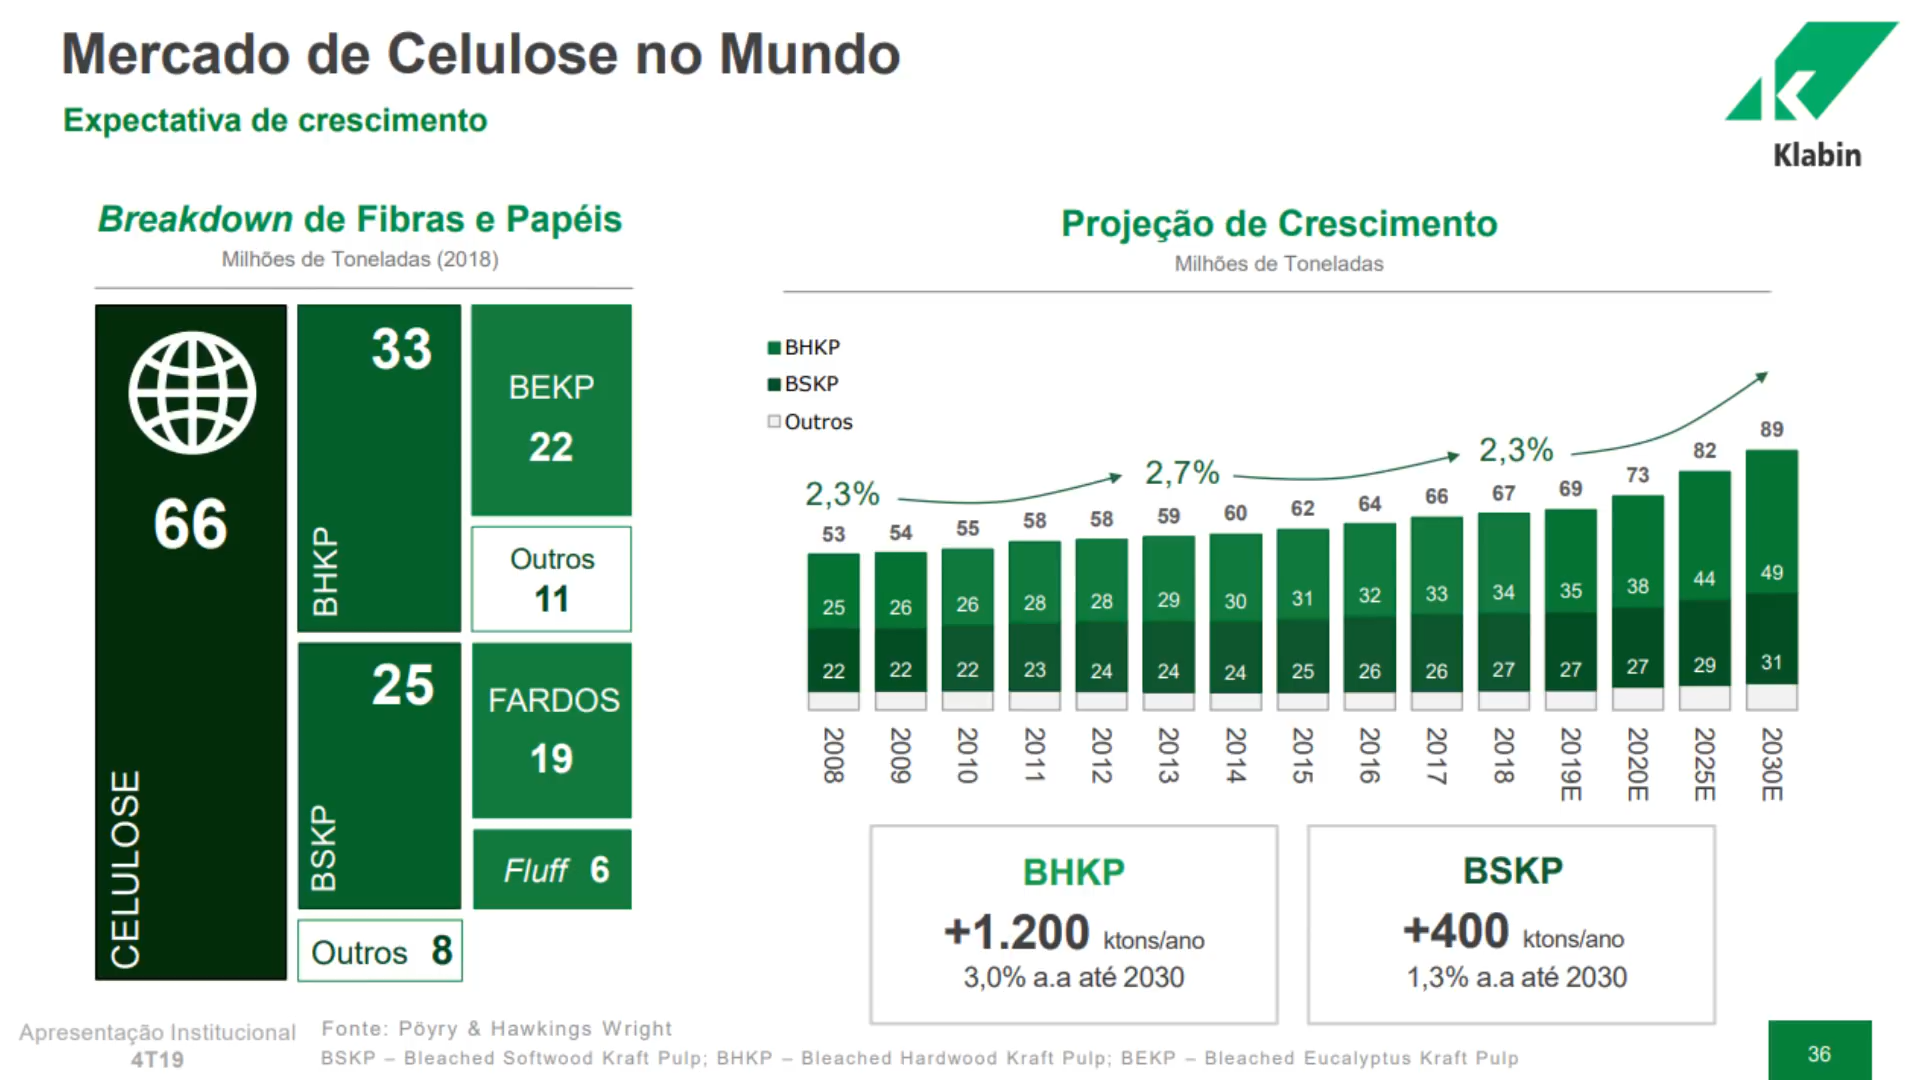 Mercado de Celulose no Mundo
Expectativa de crescimento
Klabin
Breakdown de Fibras e Papéis
Milhões de Toneladas (2018)
CELULOSE
66
BHKP
33
BEKP
22
Outros
11
BSKP
25
FARDOS
19
Fluff 6
Outros 8
Projeção de Crescimento
Milhões de Toneladas
BHKP
BSKP
Outros
2,3% 2,7% 2,3%
53 54 55 58 58 59 60 62 64 66 67 69 73 82 89
25 26 26 28 28 29 30 31 32 33 34 35 38 44 49
22 22 22 23 24 24 24 25 26 26 27 27 27 29 31
2008 2009 2010 2011 2012 2013 2014 2015 2016 2017 2018 2019E 2020E 2025E 2030E
BHKP
+1.200 ktons/ano
3,0% a.a até 2030
BSKP
+400 ktons/ano
1,3% a.a até 2030
Apresentação Institucional
4T19
Fonte: Pöyry & Hawkings Wright
BSKP – Bleached Softwood Kraft Pulp; BHKP – Bleached Hardwood Kraft Pulp; BEKP – Bleached Eucalyptus Kraft Pulp
36